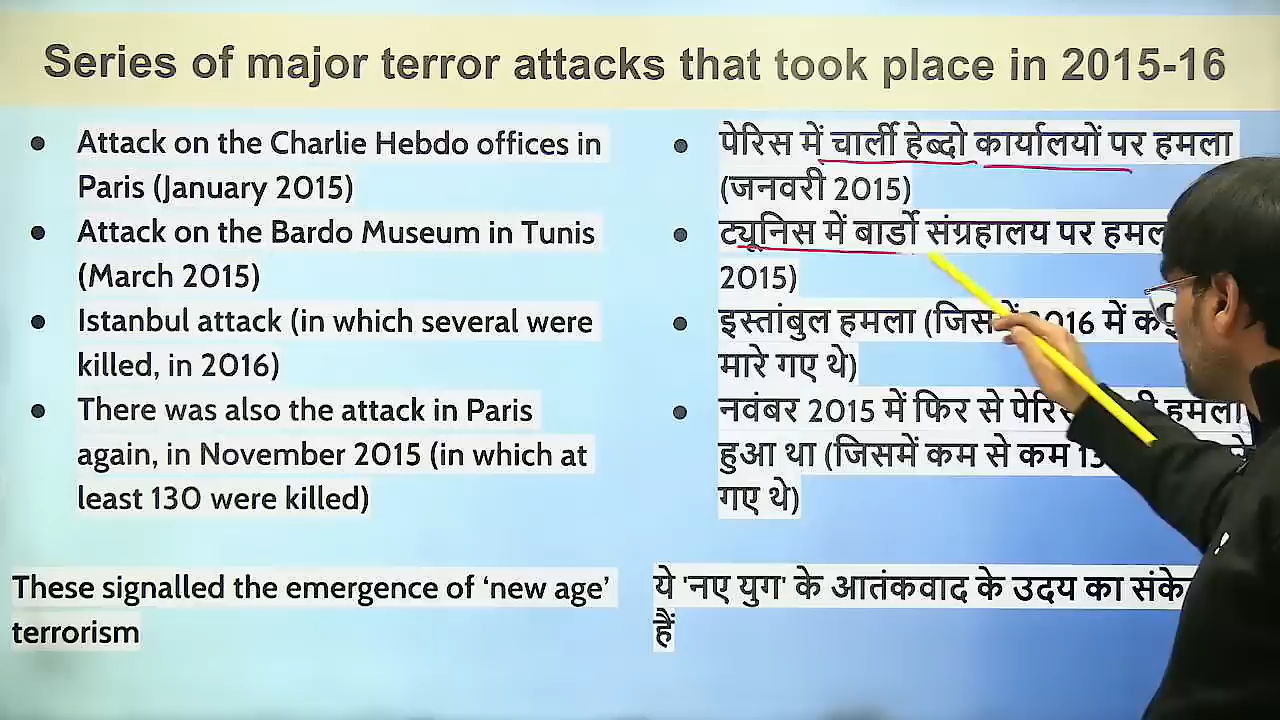 Series of major terror attacks that took place in 2015-16
Attack on the Charlie Hebdo offices in
Paris (January 2015)
Attack on the Bardo Museum in Tunis
(March 2015)
Istanbul attack (in which several were
killed, in 2016)
There was also the attack in Paris
again, in November 2015 (in which at
least 130 were killed)
These signalled the emergence of ‘new age’
terrorism
पेरिस में चार्ली हेब्दो कार्यालयों पर हमला
(जनवरी 2015)
ट्यूनिस में बार्डो संग्रहालय पर
2015)
इस्तांबुल हमला (जिसमें 2016 में
मारे गए थे)
नवंबर 2015 में फिर से हमला
हुआ था (जिसमें कम से कम
गए थे)
ये 'नए युग' के आतंकवाद के उदय का
हैं